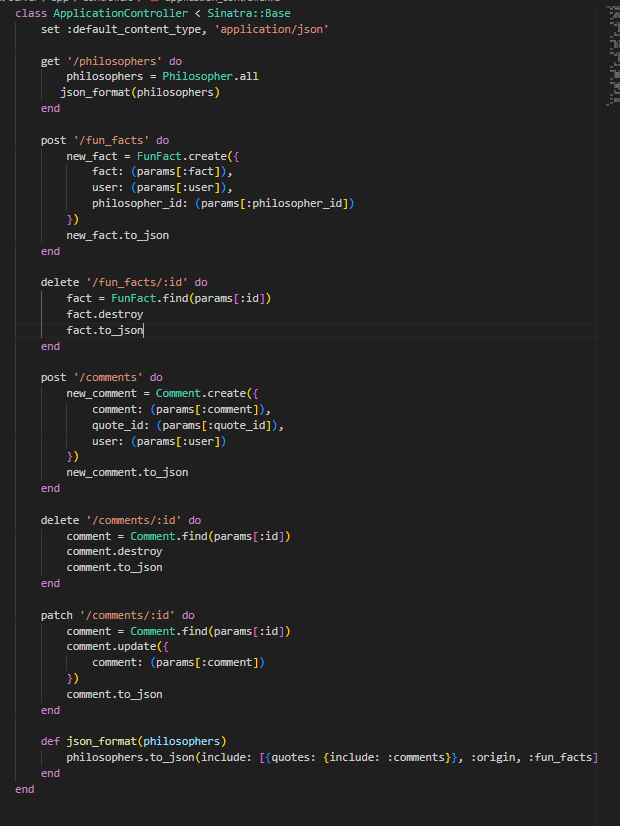 class ApplicationController < Sinatra::Base
set :default_content_type, 'application/json'
get '/philosophers' do
philosophers = Philosopher.all
json_format(philosophers)
end
post '/fun_facts' do
new_fact = FunFact.create({
fact: (params[:fact]),
user: (params[:user]),
philosopher_id: (params[:philosopher_id])
})
new_fact.to_json
end
delete '/fun_facts/:id' do
fact = FunFact.find(params[:id])
fact.destroy
fact.to_json
end
post '/comments' do
new_comment = Comment.create({
comment: (params[:comment]),
quote_id: (params[:quote_id]),
user: (params[:user])
})
new_comment.to_json
end
delete '/comments/:id' do
comment = Comment.find(params[:id])
comment.destroy
comment.to_json
end
patch '/comments/:id' do
comment = Comment.find(params[:id])
comment.update({
comment: (params[:comment])
})
comment.to_json
end
def json_format(philosophers)
philosophers.to_json(include: [{quotes: {include: :comments}}, :origin, :fun_facts]
end
end